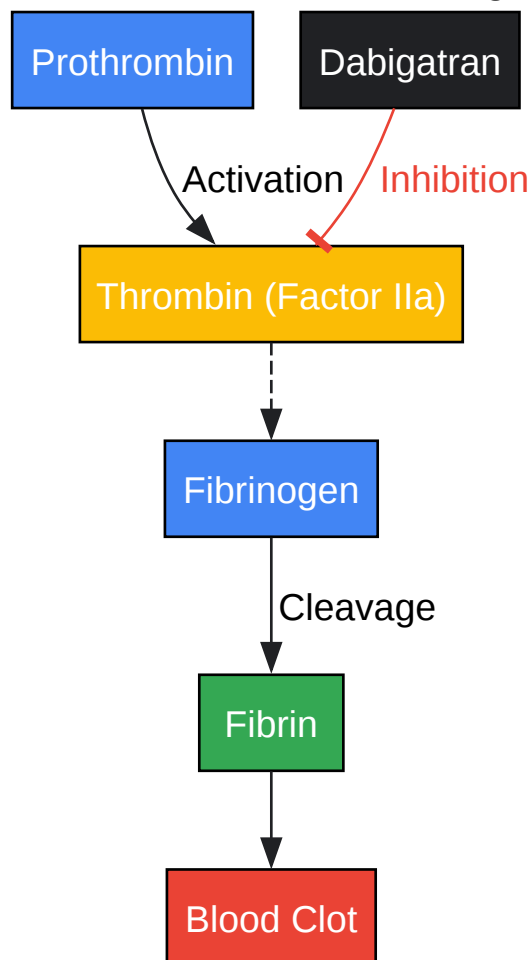 Prothrombin
Dabigatran
Activation
Inhibition
Thrombin (Factor IIa)
Fibrinogen
Cleavage
Fibrin
Blood Clot